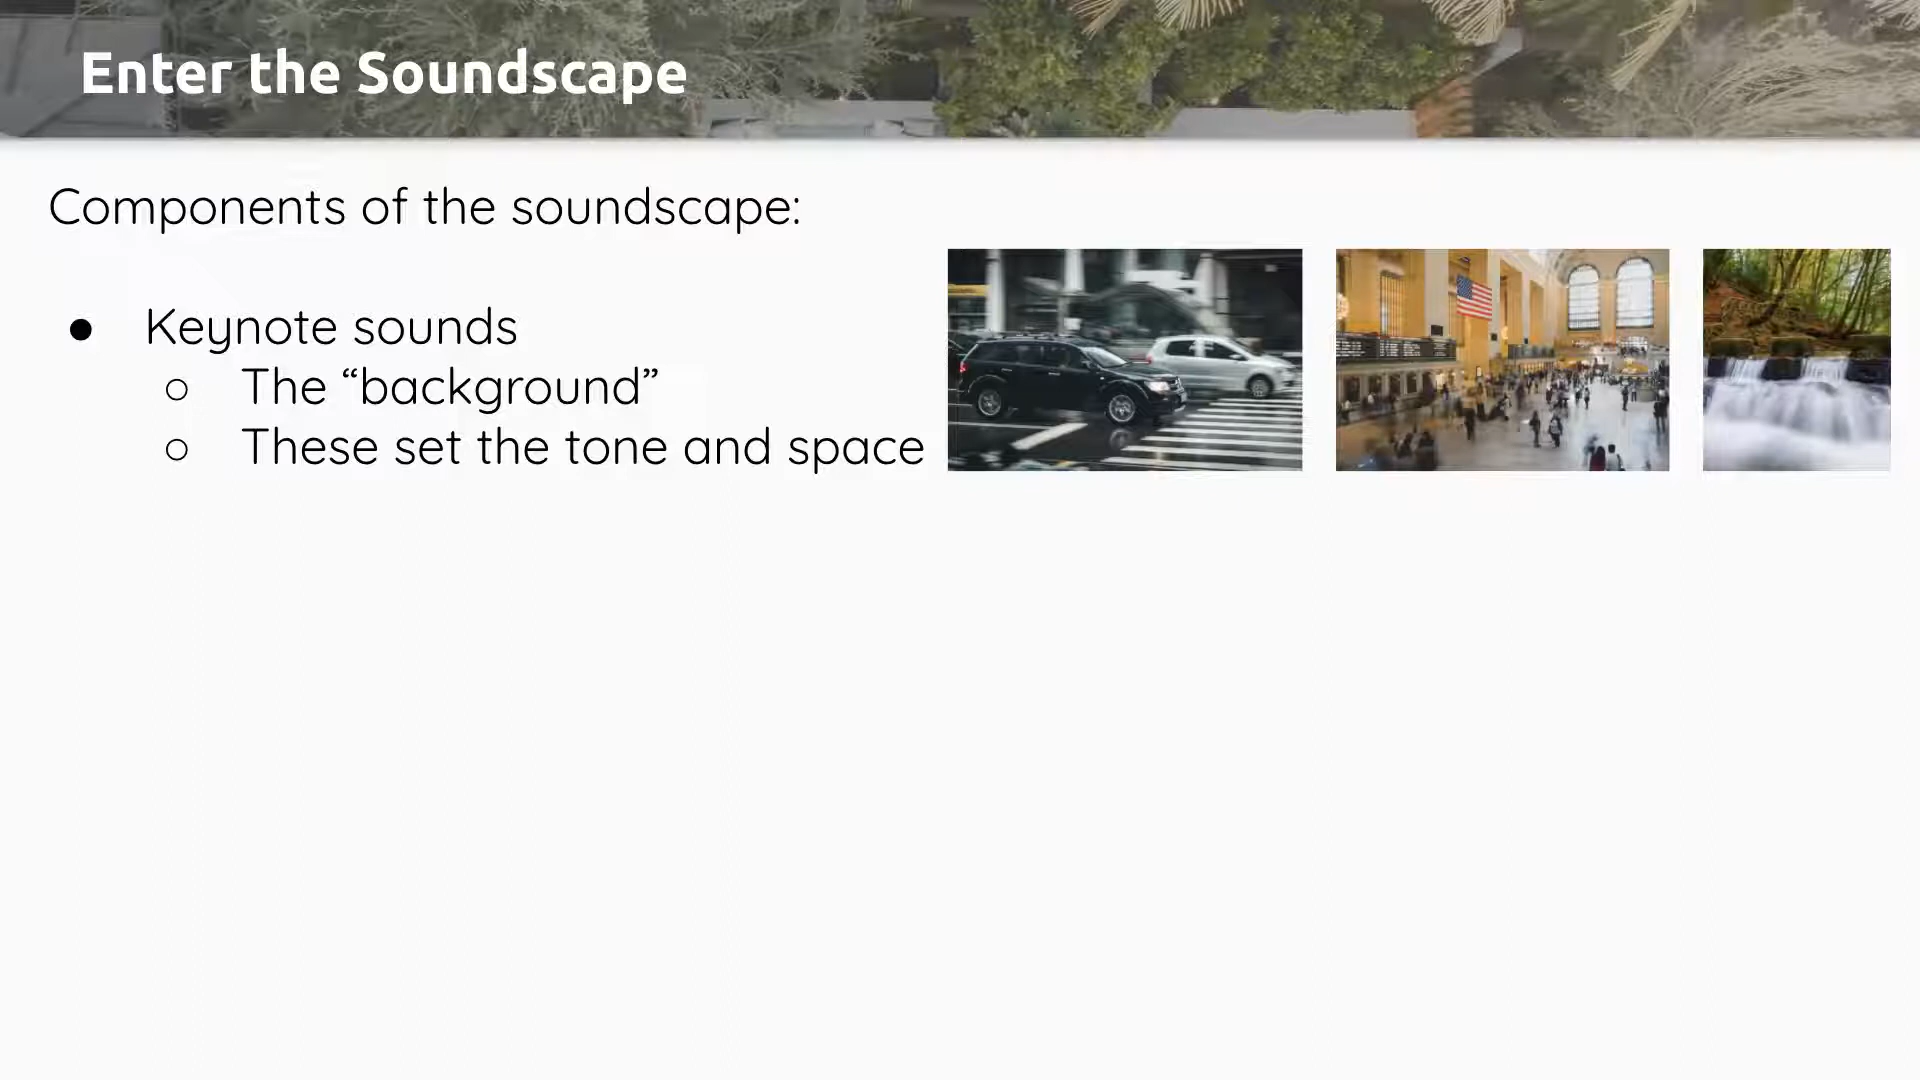 Enter the Soundscape
Components of the soundscape:
● Keynote sounds
○ The “background”
○ These set the tone and space